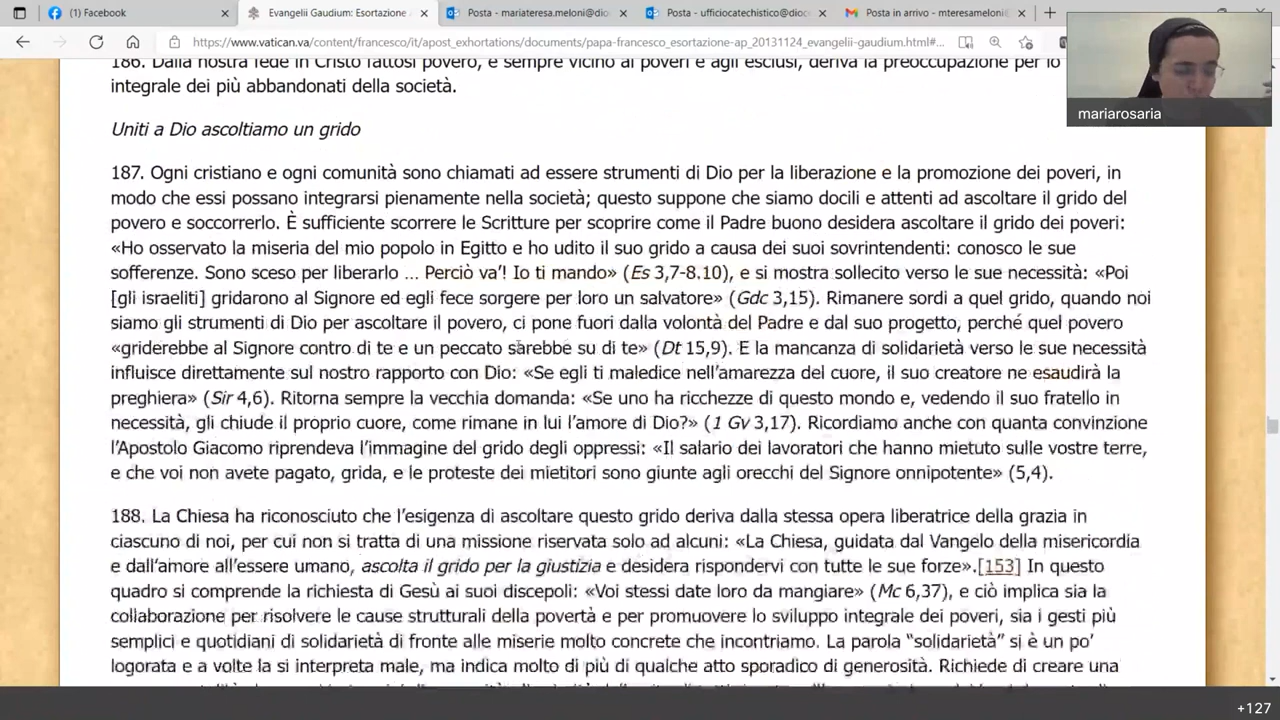 (1) Facebook
Evangelii Gaudium: Esortazione
Posta - mariateresa.meloni@dio
Posta - ufficiocatechistico@dioc
Posta in arrivo - mteresameloni@
https://www.vatican.va/content/francesco/it/apost_exhortations/documents/papa-francesco_esortazione-ap_20131124_evangelii-gaudium.html#...
mariarosaria
186. Dalla nostra fede in Cristo fattosi povero, e sempre vicino ai poveri e agli esclusi, deriva la preoccupazione per lo
integrale dei più abbandonati della società.
Uniti a Dio ascoltiamo un grido
187. Ogni cristiano e ogni comunità sono chiamati ad essere strumenti di Dio per la liberazione e la promozione dei poveri, in
modo che essi possano integrarsi pienamente nella società; questo suppone che siamo docili e attenti ad ascoltare il grido del
povero e soccorrerlo. È sufficiente scorrere le Scritture per scoprire come il Padre buono desidera ascoltare il grido dei poveri:
«Ho osservato la miseria del mio popolo in Egitto e ho udito il suo grido a causa dei suoi sovrintendenti: conosco le sue
sofferenze. Sono sceso per liberarlo … Perciò va’! Io ti mando» (Es 3,7-8.10), e si mostra sollecito verso le sue necessità: «Poi
[gli israeliti] gridarono al Signore ed egli fece sorgere per loro un salvatore» (Gdc 3,15). Rimanere sordi a quel grido, quando noi
siamo gli strumenti di Dio per ascoltare il povero, ci pone fuori dalla volontà del Padre e dal suo progetto, perché quel povero
«griderebbe al Signore contro di te e un peccato sarebbe su di te» (Dt 15,9). E la mancanza di solidarietà verso le sue necessità
influisce direttamente sul nostro rapporto con Dio: «Se egli ti maledice nell’amarezza del cuore, il suo creatore ne esaudirà la
preghiera» (Sir 4,6). Ritorna sempre la vecchia domanda: «Se uno ha ricchezze di questo mondo e, vedendo il suo fratello in
necessità, gli chiude il proprio cuore, come rimane in lui l’amore di Dio?» (1 Gv 3,17). Ricordiamo anche con quanta convinzione
l’Apostolo Giacomo riprendeva l’immagine del grido degli oppressi: «Il salario dei lavoratori che hanno mietuto sulle vostre terre,
e che voi non avete pagato, grida, e le proteste dei mietitori sono giunte agli orecchi del Signore onnipotente» (5,4).
188. La Chiesa ha riconosciuto che l’esigenza di ascoltare questo grido deriva dalla stessa opera liberatrice della grazia in
ciascuno di noi, per cui non si tratta di una missione riservata solo ad alcuni: «La Chiesa, guidata dal Vangelo della misericordia
e dall’amore all’essere umano, ascolta il grido per la giustizia e desidera rispondervi con tutte le sue forze».[153] In questo
quadro si comprende la richiesta di Gesù ai suoi discepoli: «Voi stessi date loro da mangiare» (Mc 6,37), e ciò implica sia la
collaborazione per risolvere le cause strutturali della povertà e per promuovere lo sviluppo integrale dei poveri, sia i gesti più
semplici e quotidiani di solidarietà di fronte alle miserie molto concrete che incontriamo. La parola “solidarietà” si è un po’
logorata e a volte la si interpreta male, ma indica molto di più di qualche atto sporadico di generosità. Richiede di creare una
+127